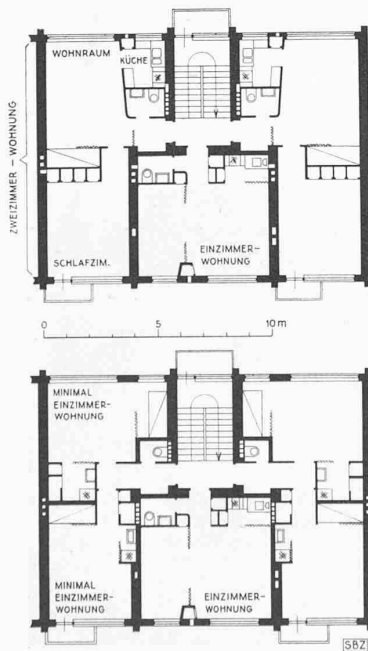 WOHNRAUM
KÜCHE
ZWEIZIMMER – WOHNUNG
SCHLAFZIM.
EINZIMMER-
WOHNUNG
0 5 10 m
MINIMAL
EINZIMMER-
WOHNUNG
MINIMAL
EINZIMMER-
WOHNUNG
EINZIMMER-
WOHNUNG
SBZ